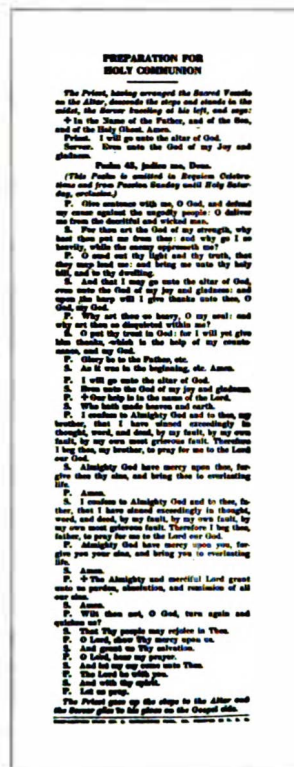 PREPARATION FOR
HOLY COMMUNION
The Priest, having arranged the Sacred Vessels
on the Altar, descends the steps and stands in the
midst, the Server kneeling at his left, and says:
✠ In the Name of the Father, and of the Son,
and of the Holy Ghost. Amen.
Priest. I will go unto the altar of God.
Server. Even unto the God of my Joy and
gladness.
Psalm 43, Judica me, Deus.
(This Psalm is omitted in Requiem Celebra-
tions and from Passion Sunday until Holy Satur-
day, inclusive.)
P. Give sentence with me, O God, and defend
my cause against the ungodly people: O deliver
me from the deceitful and wicked man.
S. For thou art the God of my strength, why
hast thou put me from thee: and why go I so
heavily, while the enemy oppresseth me?
P. O send out thy light and thy truth, that
they may lead me: and bring me unto thy holy
hill, and to thy dwelling.
S. And that I may go unto the altar of God,
even unto the God of my joy and gladness: and
upon the harp will I give thanks unto thee, O
God, my God.
P. Why art thou so heavy, O my soul: and
why art thou so disquieted within me?
S. O put thy trust in God: for I will yet give
him thanks, which is the help of my counte-
nance, and my God.
P. Glory be to the Father, etc.
S. As it was in the beginning, etc. Amen.
P. I will go unto the altar of God.
S. Even unto the God of my joy and gladness.
P. ✠ Our help is in the name of the Lord.
S. Who hath made heaven and earth.
P. I confess to Almighty God and to thee, my
brother, that I have sinned exceedingly in
thought, word, and deed, by my fault, by my own
fault, by my own most grievous fault. Therefore
I beg thee, my brother, to pray for me to the Lord
our God.
S. Almighty God have mercy upon thee, for-
give thee thy sins, and bring thee to everlasting
life.
P. Amen.
S. I confess to Almighty God and to thee, fa-
ther, that I have sinned exceedingly in thought,
word, and deed, by my fault, by my own fault, by
my own most grievous fault. Therefore I beg thee,
father, to pray for me to the Lord our God.
P. Almighty God have mercy upon you, for-
give you your sins, and bring you to everlasting
life.
S. Amen.
P. ✠ The Almighty and merciful Lord grant
unto us pardon, absolution, and remission of all
our sins.
S. Amen.
P. Wilt thou not, O God, turn again and
quicken us?
S. That Thy people may rejoice in Thee.
P. O Lord, show Thy mercy upon us.
S. And grant us Thy salvation.
P. O Lord, hear my prayer.
S. And let my cry come unto Thee.
P. The Lord be with you.
S. And with thy spirit.
P. Let us pray.
The Priest goes up the steps to the Altar and
the Server goes to his place on the Gospel side.